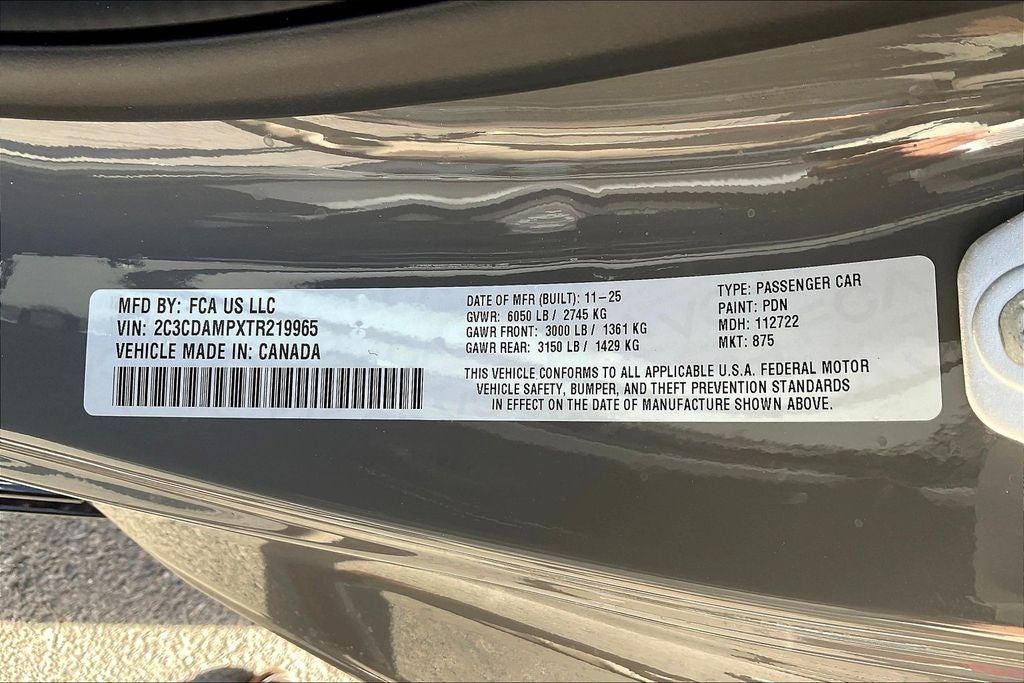 MFD BY: FCA US LLC
VIN: 2C3CDAMPXTR219965
VEHICLE MADE IN: CANADA
DATE OF MFR (BUILT): 11-25
GVWR: 6050 LB / 2745 KG
GAWR FRONT: 3000 LB / 1361 KG
GAWR REAR: 3150 LB / 1429 KG
TYPE: PASSENGER CAR
PAINT: PDN
MDH: 112722
MKT: 875
THIS VEHICLE CONFORMS TO ALL APPLICABLE U.S.A. FEDERAL MOTOR
VEHICLE SAFETY, BUMPER, AND THEFT PREVENTION STANDARDS
IN EFFECT ON THE DATE OF MANUFACTURE SHOWN ABOVE.